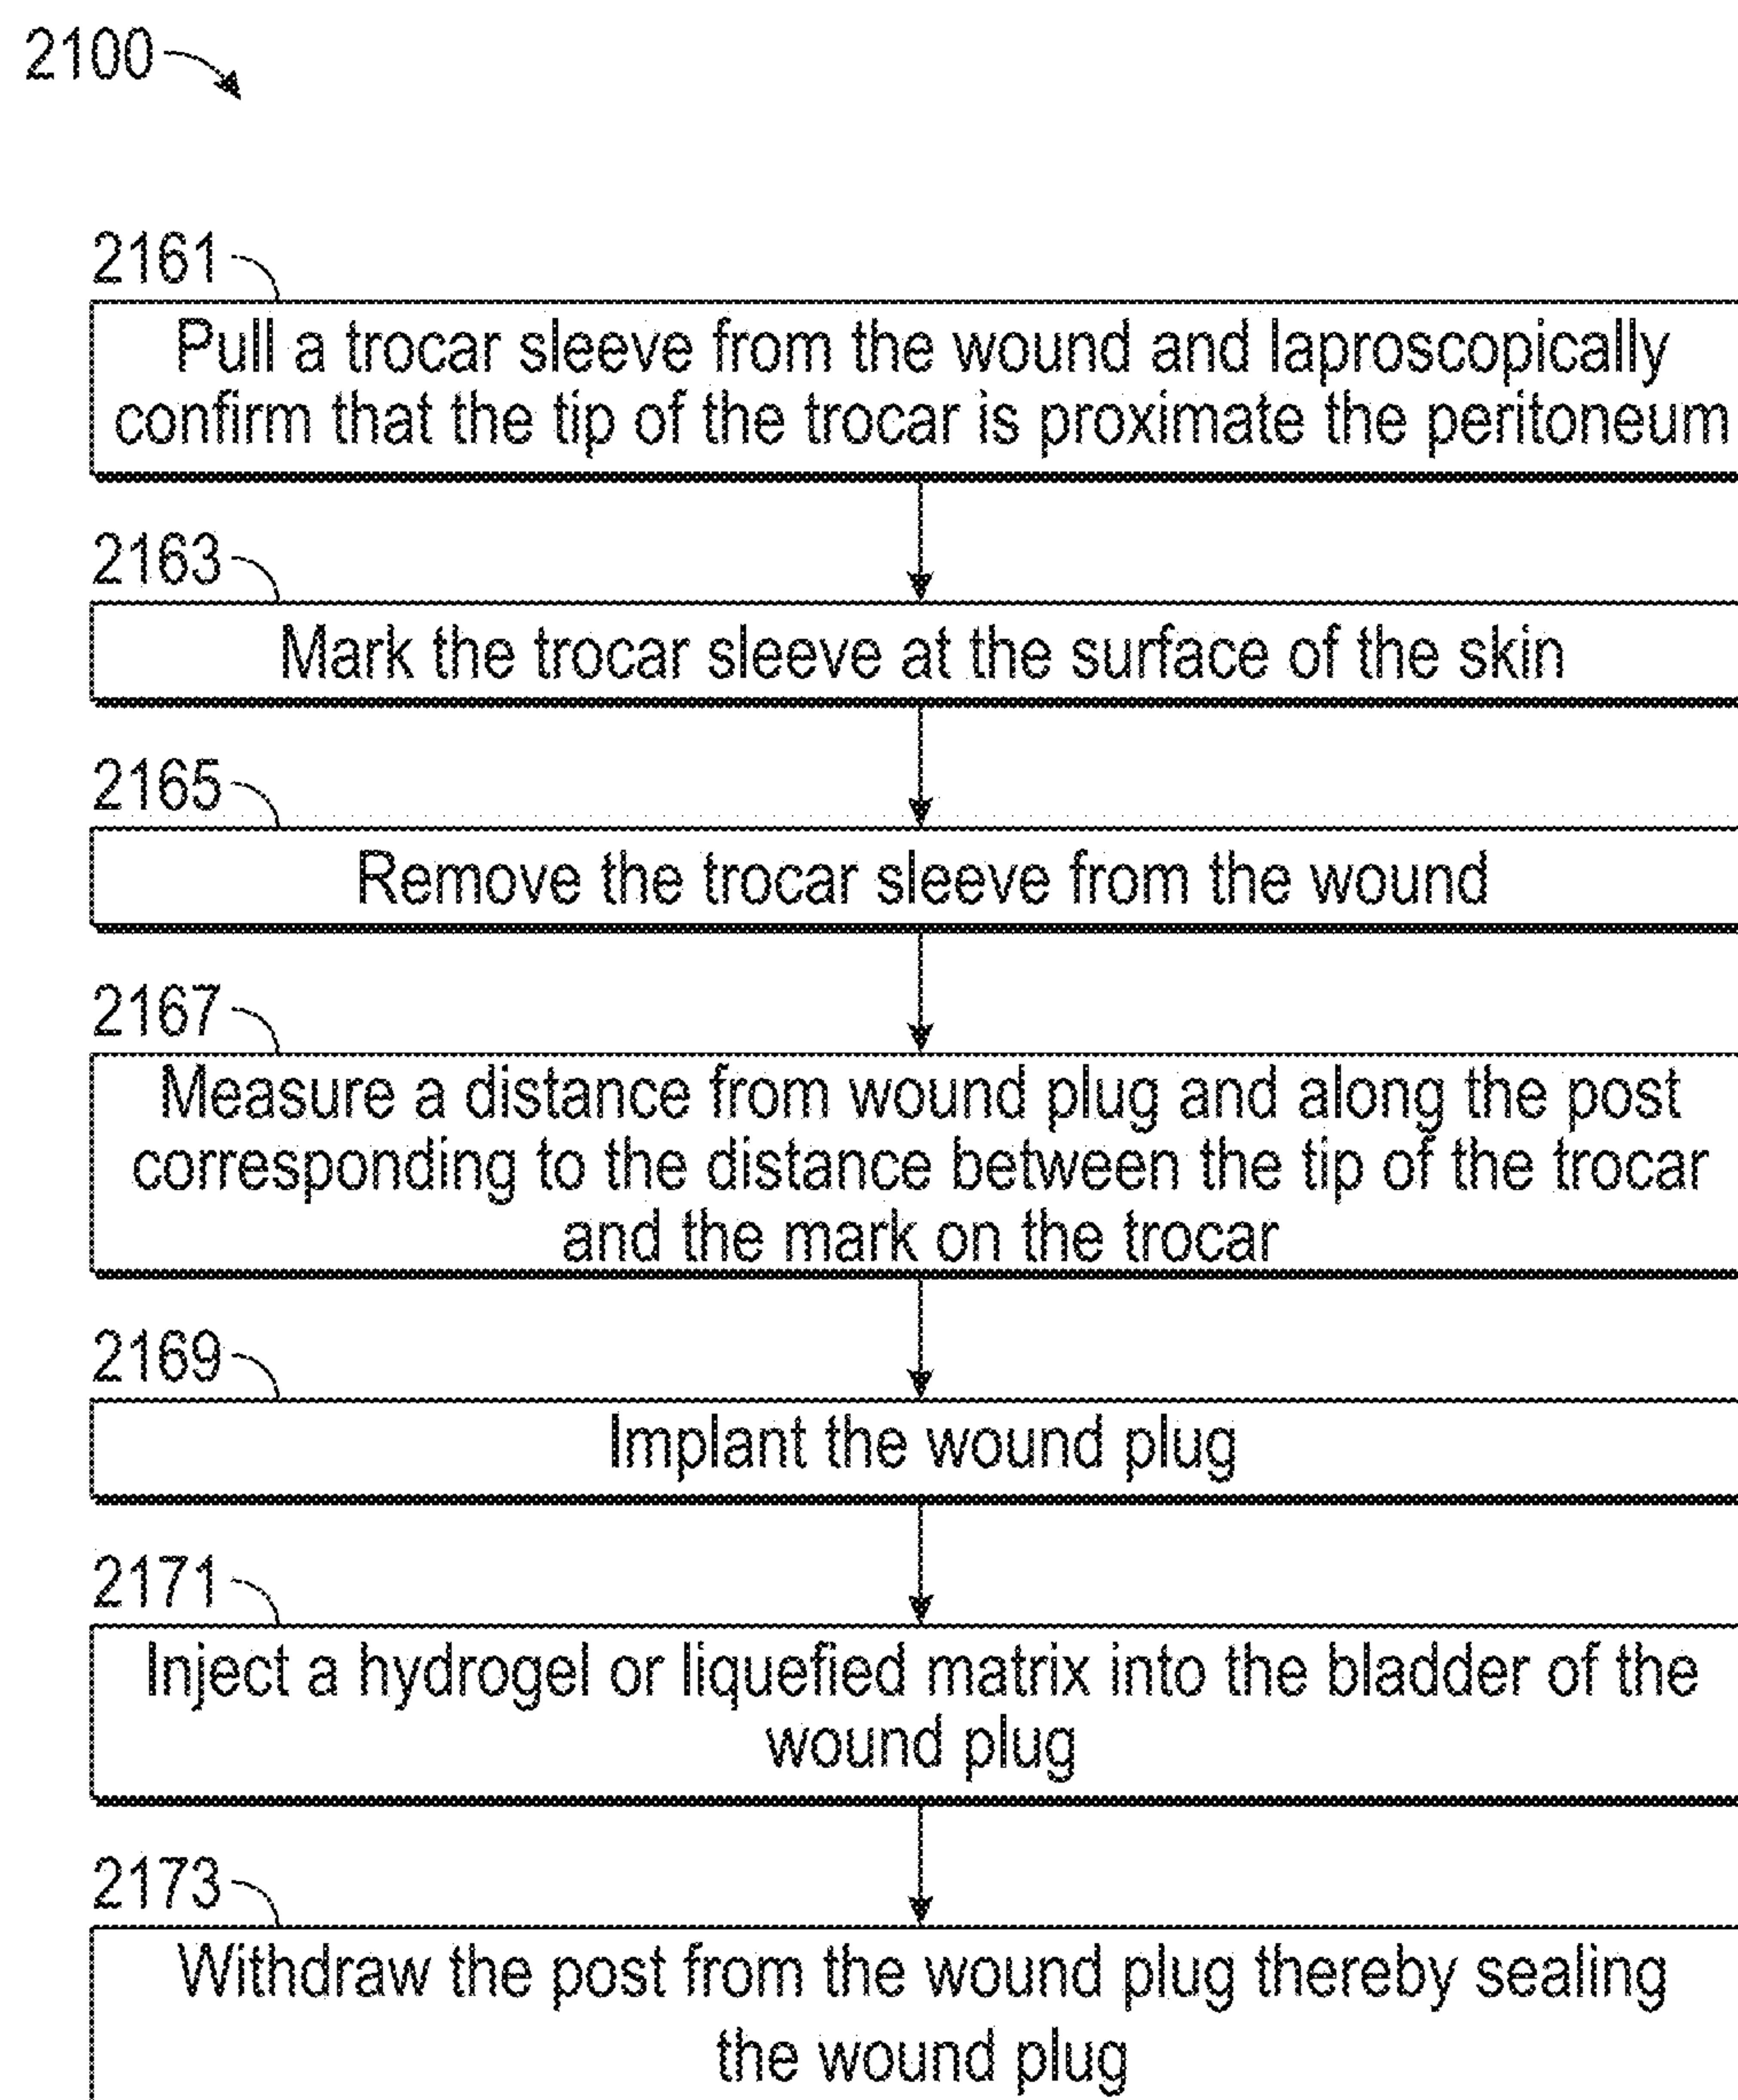 2100
2161
Pull a trocar sleeve from the wound and laproscopically
confirm that the tip of the trocar is proximate the peritoneum
2163
Mark the trocar sleeve at the surface of the skin
2165
Remove the trocar sleeve from the wound
2167
Measure a distance from wound plug and along the post
corresponding to the distance between the tip of the trocar
and the mark on the trocar
2169
Implant the wound plug
2171
Inject a hydrogel or liquefied matrix into the bladder of the
wound plug
2173
Withdraw the post from the wound plug thereby sealing
the wound plug